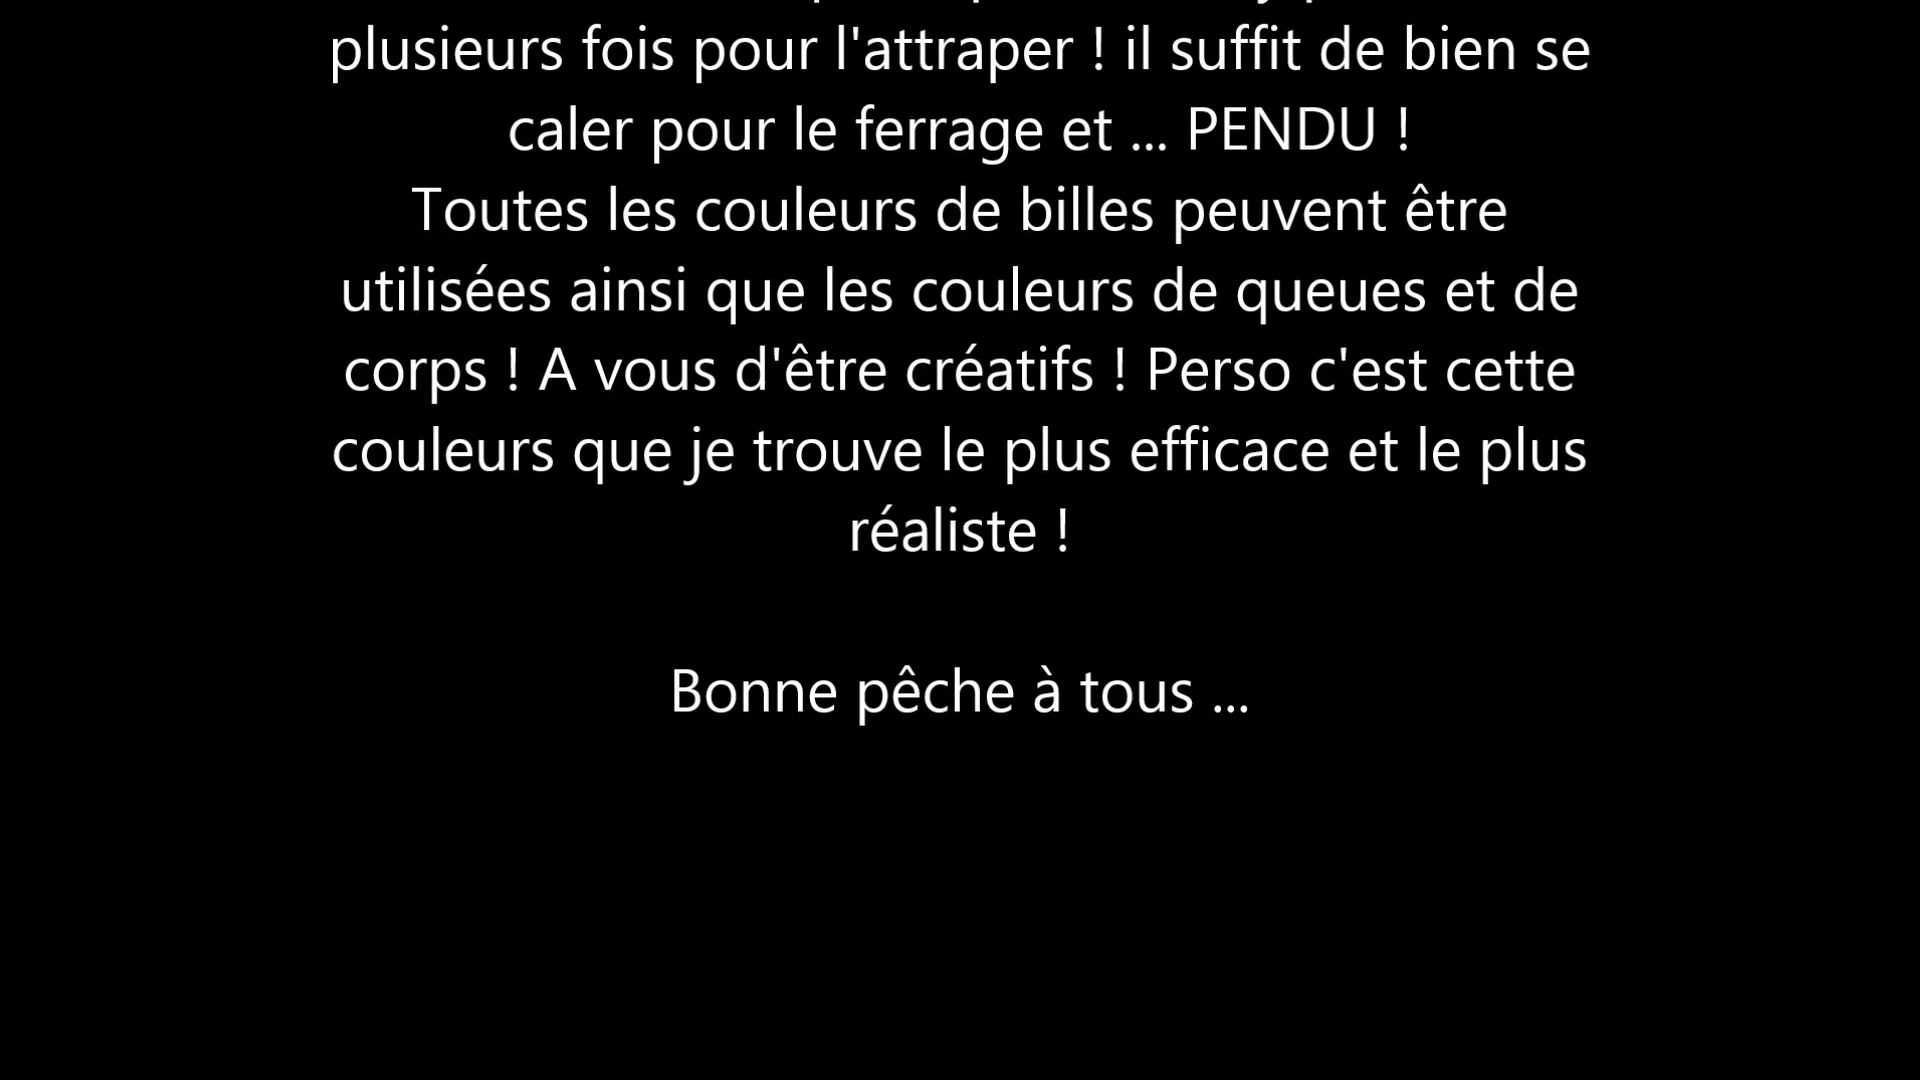 plusieurs fois pour l'attraper ! il suffit de bien se
caler pour le ferrage et ... PENDU !
Toutes les couleurs de billes peuvent être
utilisées ainsi que les couleurs de queues et de
corps ! A vous d'être créatifs ! Perso c'est cette
couleurs que je trouve le plus efficace et le plus
réaliste !
Bonne pêche à tous ...